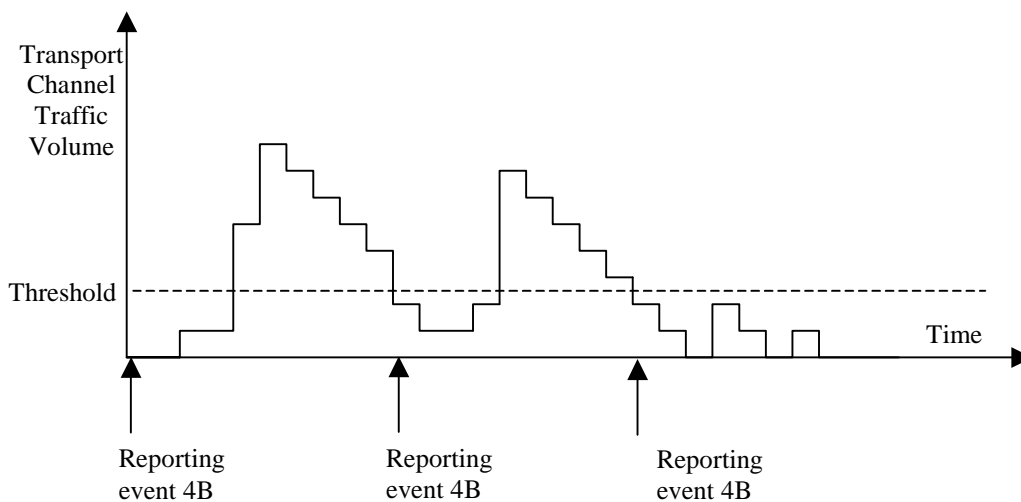 Transport
Channel
Traffic
Volume
Threshold
Time
Reporting
event 4B
Reporting
event 4B
Reporting
event 4B